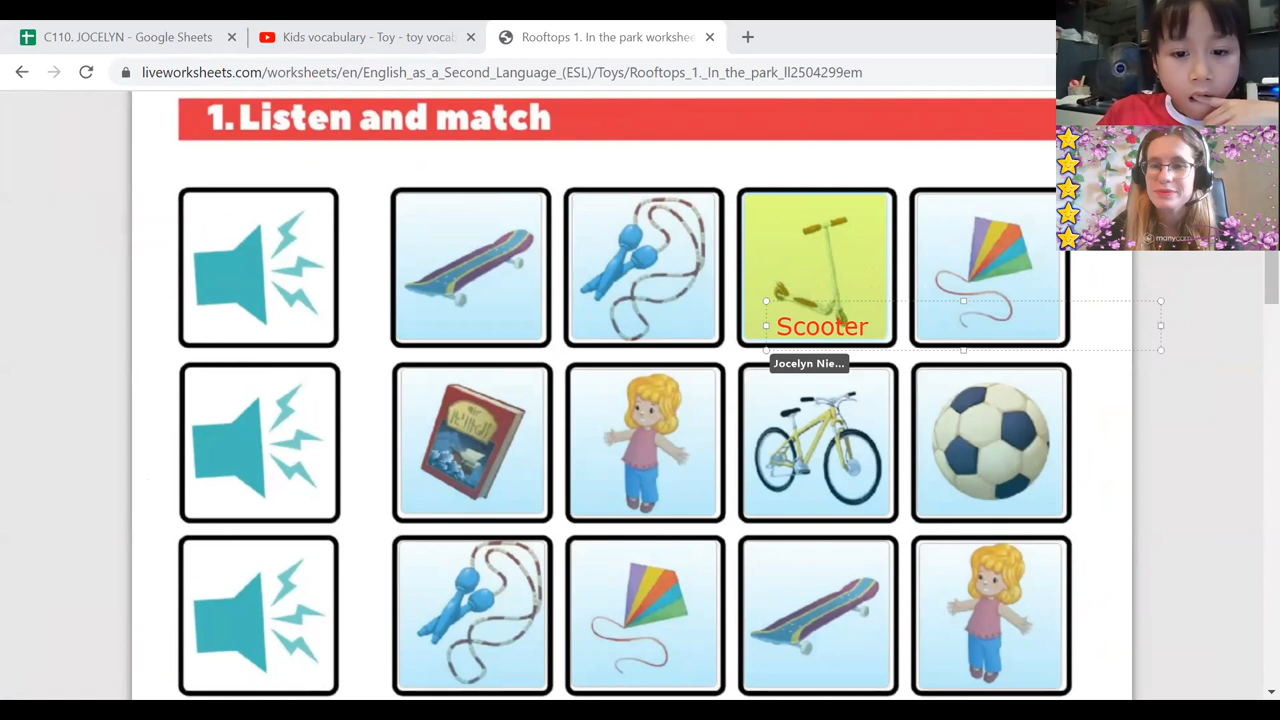 C110. JOCELYN - Google Sheets
Kids vocabulary - Toy - toy vocab
Rooftops 1. In the park workshee
liveworksheets.com/worksheets/en/English_as_a_Second_Language_(ESL)/Toys/Rooftops_1._In_the_park_ll2504299em
1. Listen and match
manycam
Scooter
Jocelyn Nie...